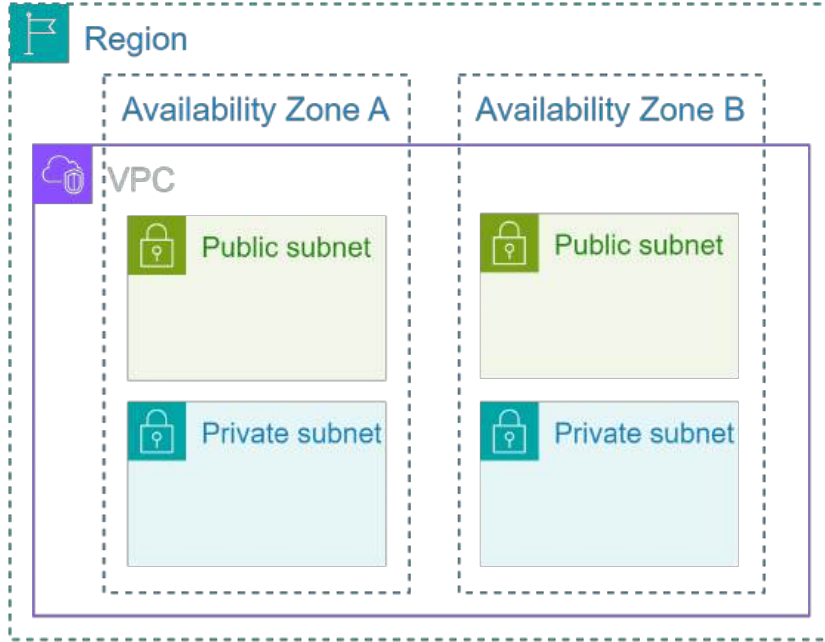 Region
Availability Zone A
Availability Zone B
VPC
Public subnet
Public subnet
Private subnet
Private subnet